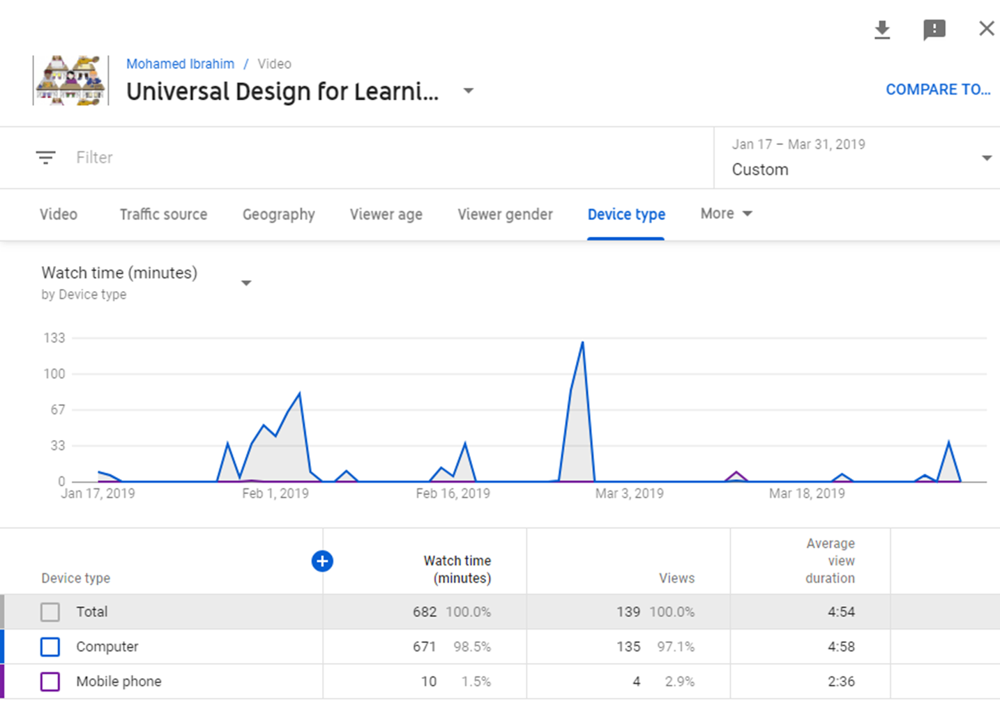 Mohamed Ibrahim / Video
Universal Design for Learni...
COMPARE TO...
Filter
Jan 17 – Mar 31, 2019
Custom
Video Traffic source Geography Viewer age Viewer gender Device type More
Watch time (minutes)
by Device type
133
100
67
33
0
Jan 17, 2019 Feb 1, 2019 Feb 16, 2019 Mar 3, 2019 Mar 18, 2019
Device type
Watch time
(minutes)
Views
Average
view
duration
Total 682 100.0% 139 100.0% 4:54
Computer 671 98.5% 135 97.1% 4:58
Mobile phone 10 1.5% 4 2.9% 2:36